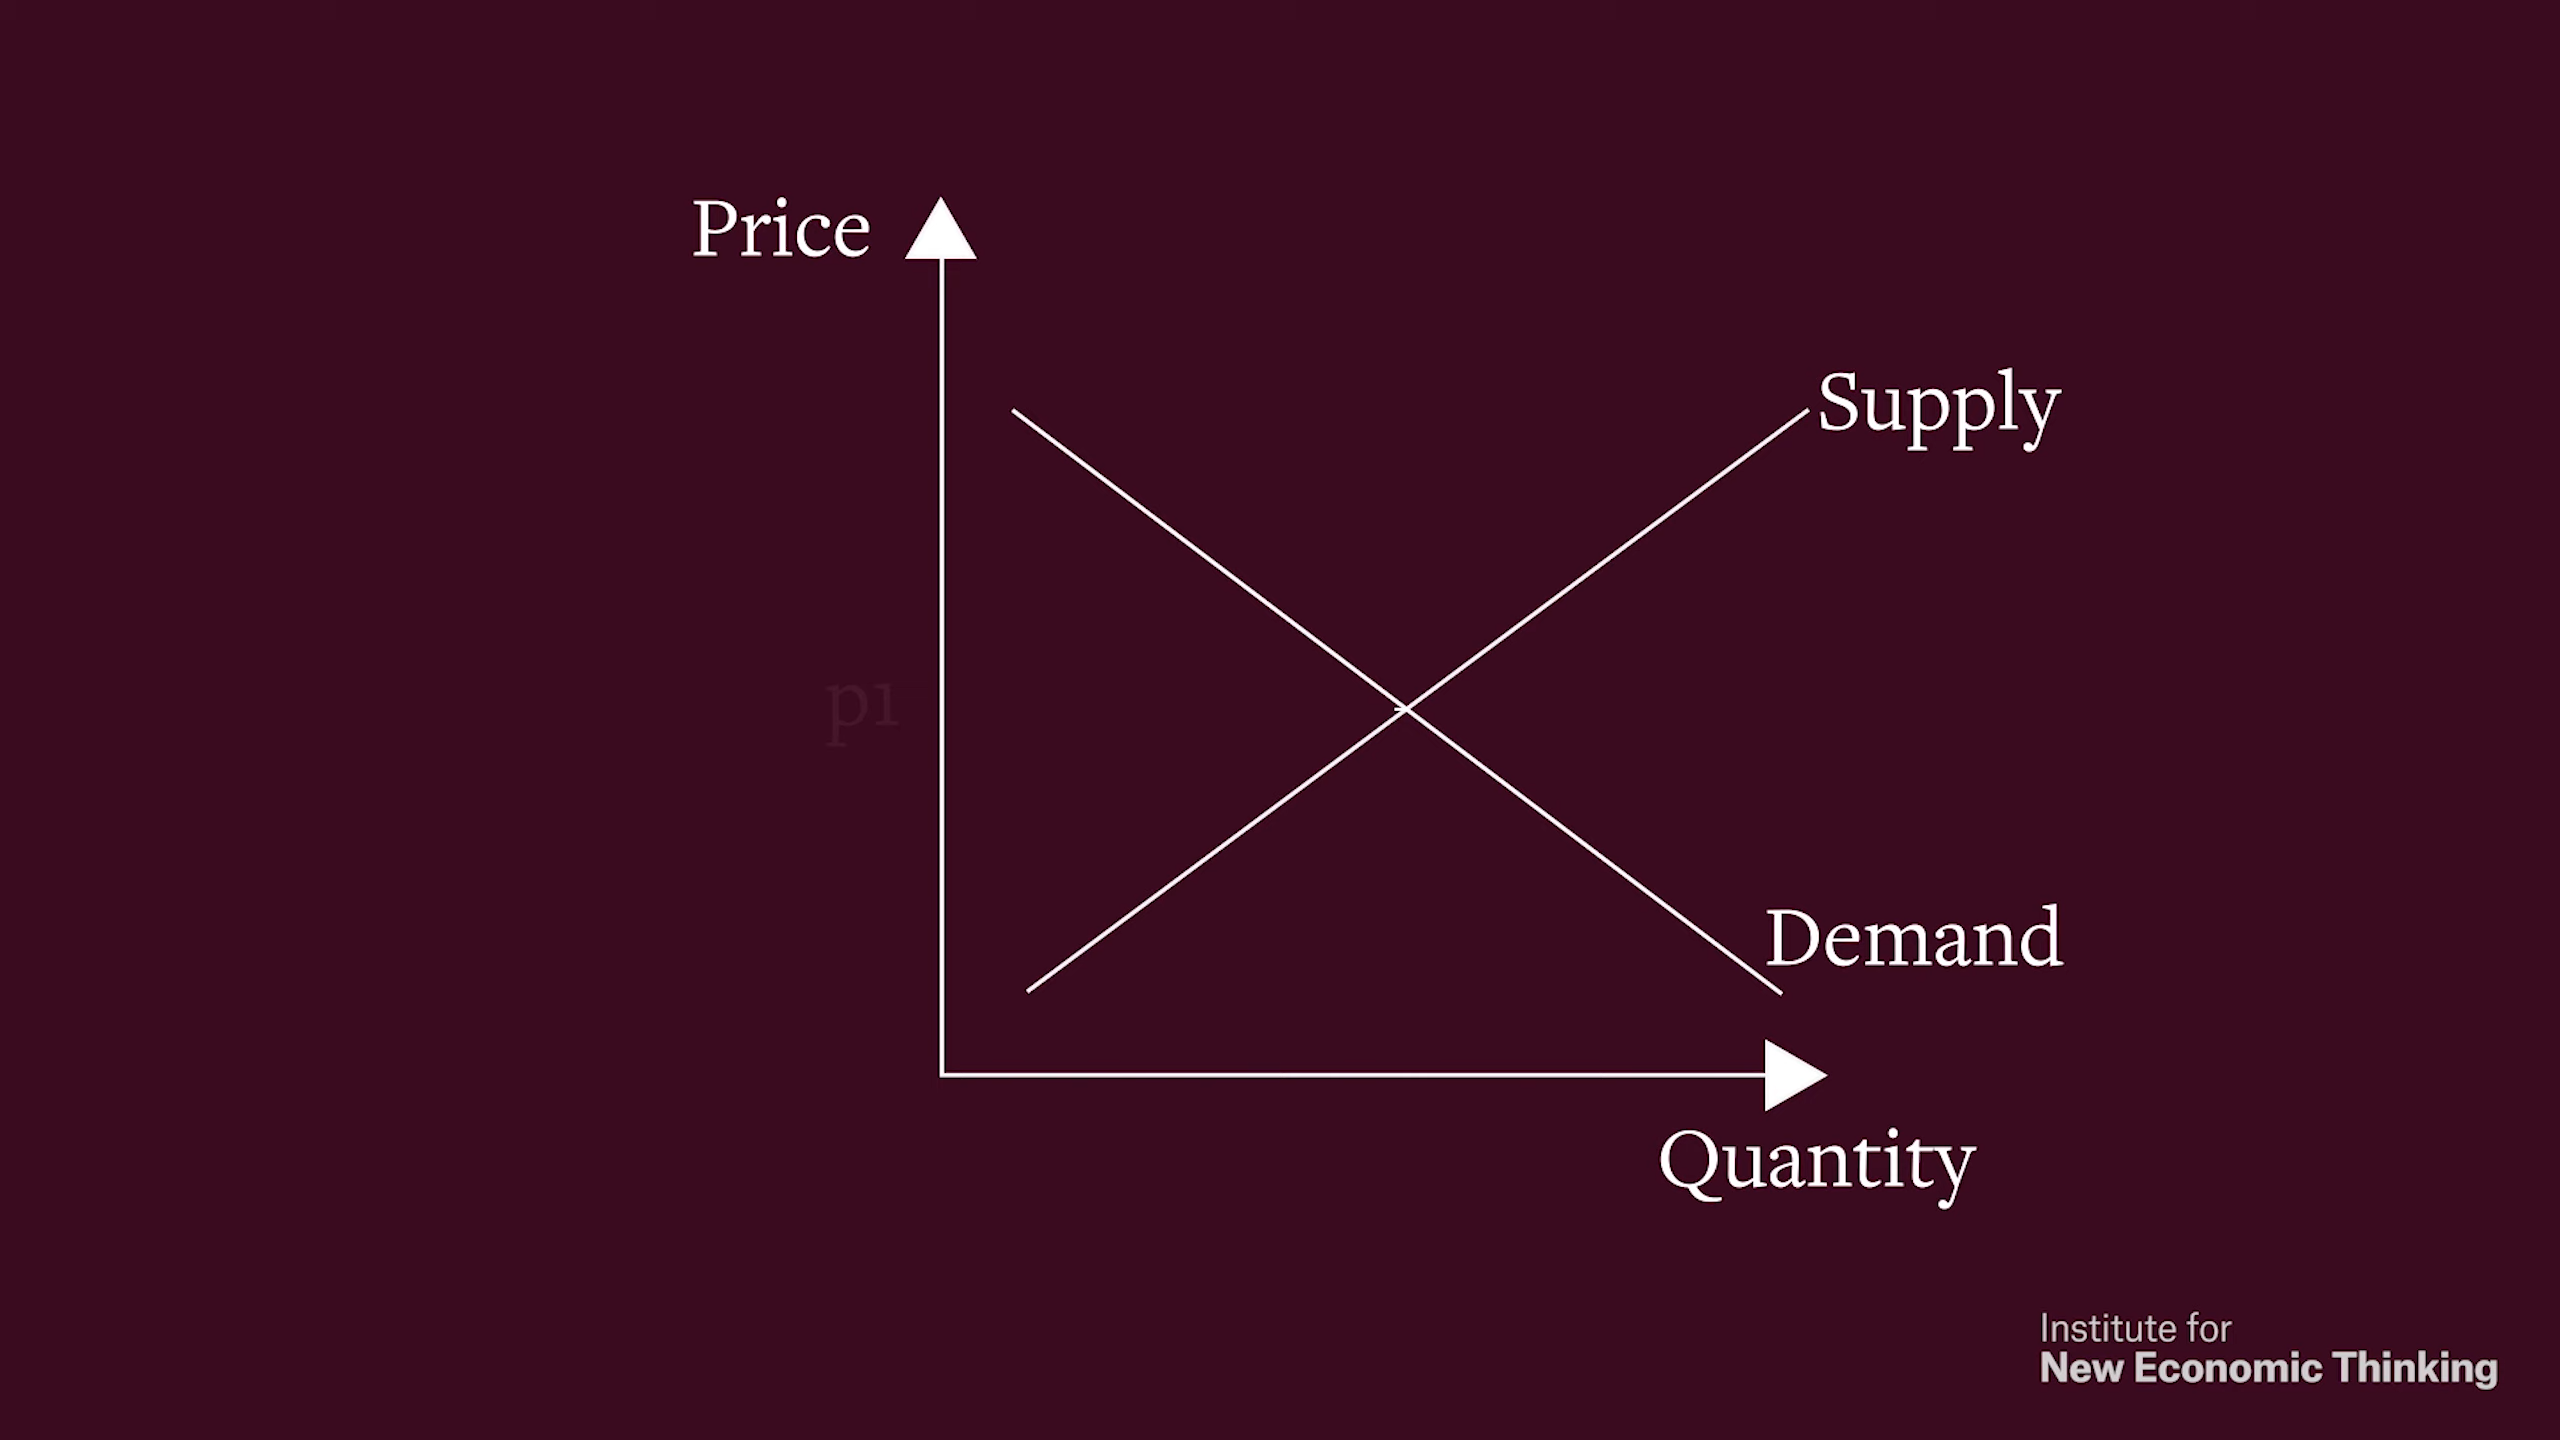 Price
Supply
p1
Demand
Quantity
Institute for
New Economic Thinking